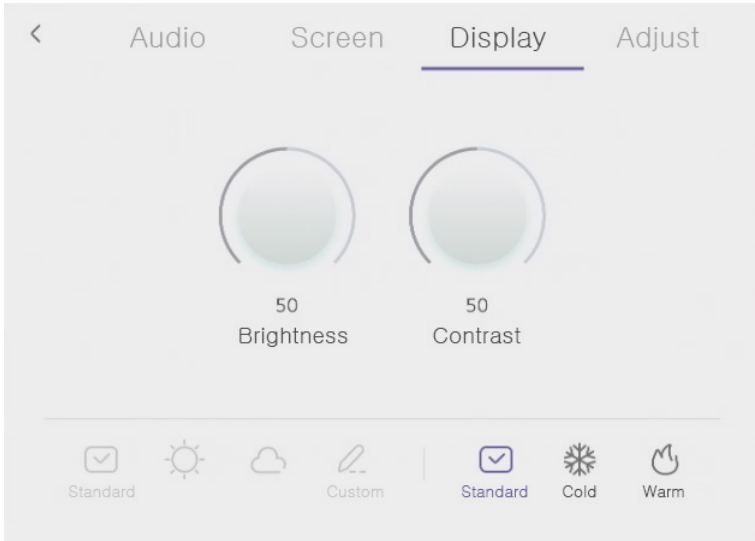 Audio Screen Display Adjust
50 50
Brightness Contrast
Standard Custom Standard Cold Warm